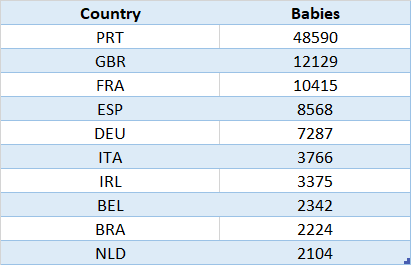 Country Babies
PRT 48590
GBR 12129
FRA 10415
ESP 8568
DEU 7287
ITA 3766
IRL 3375
BEL 2342
BRA 2224
NLD 2104